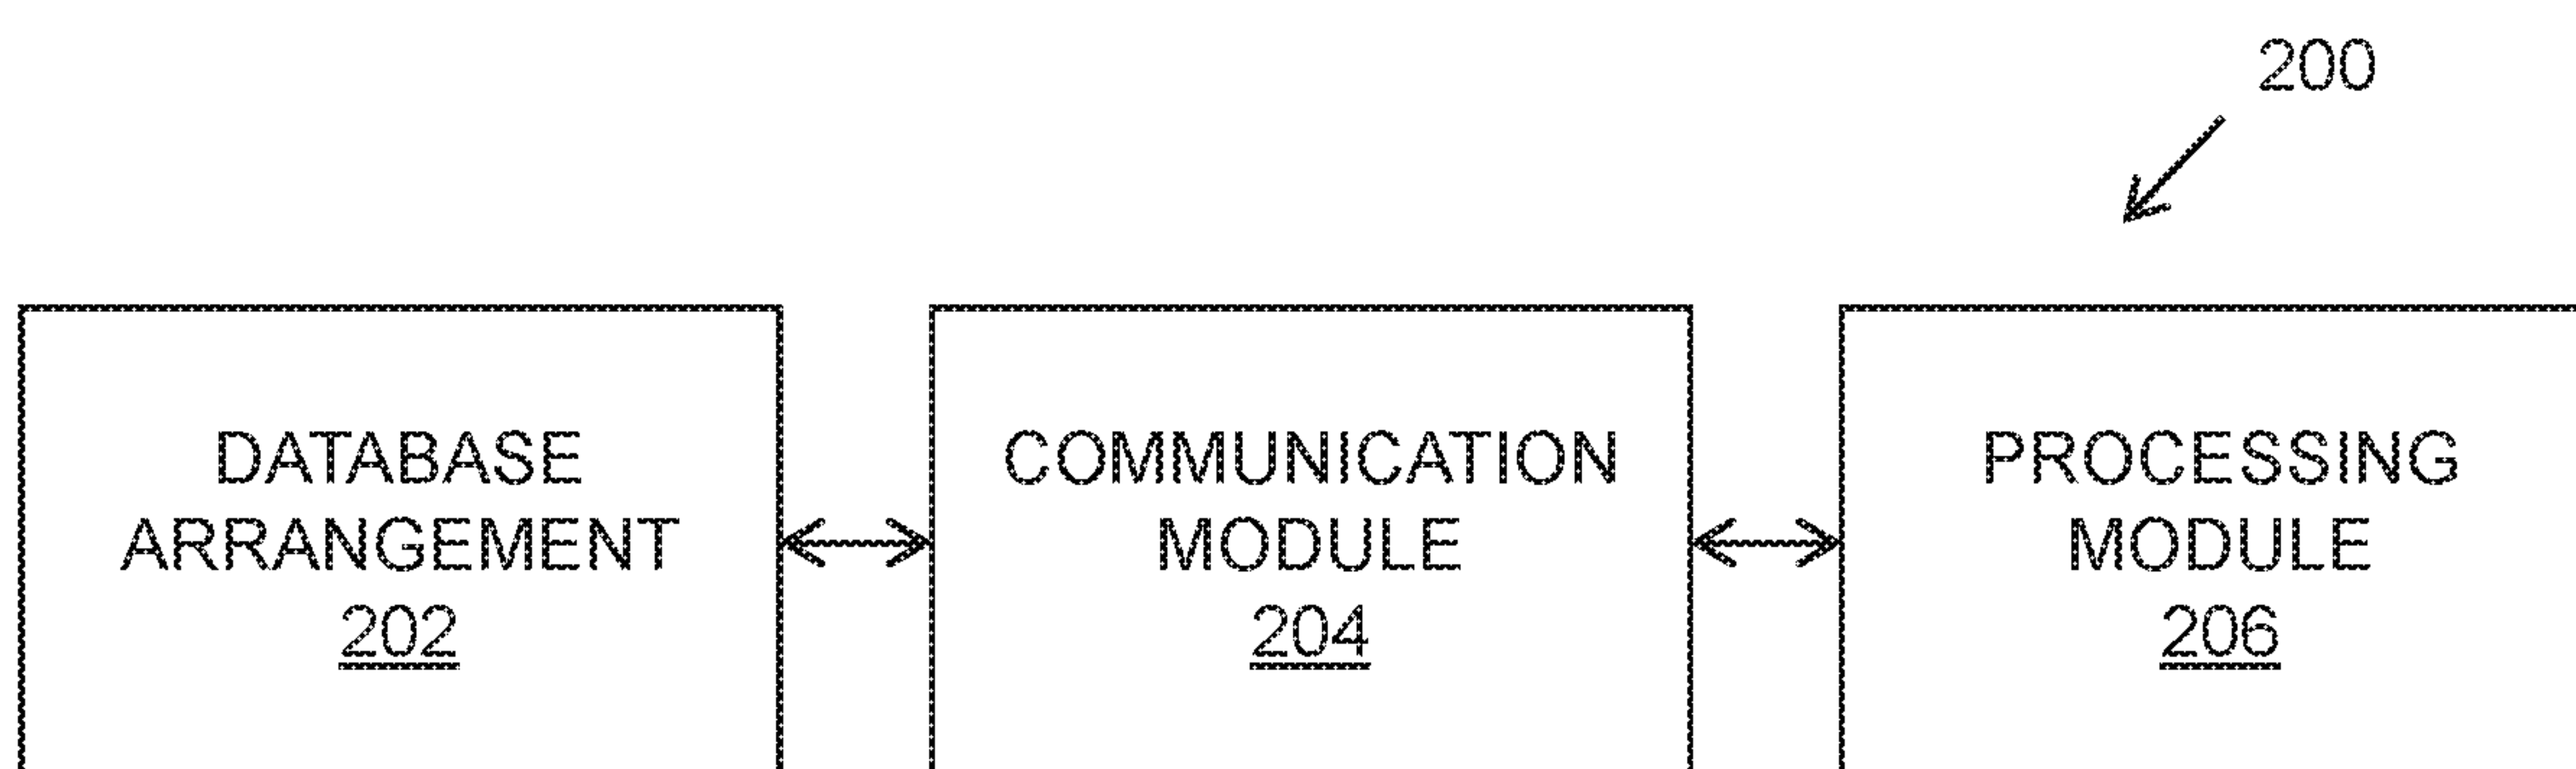 200
DATABASE
ARRANGEMENT
202
COMMUNICATION
MODULE
204
PROCESSING
MODULE
206